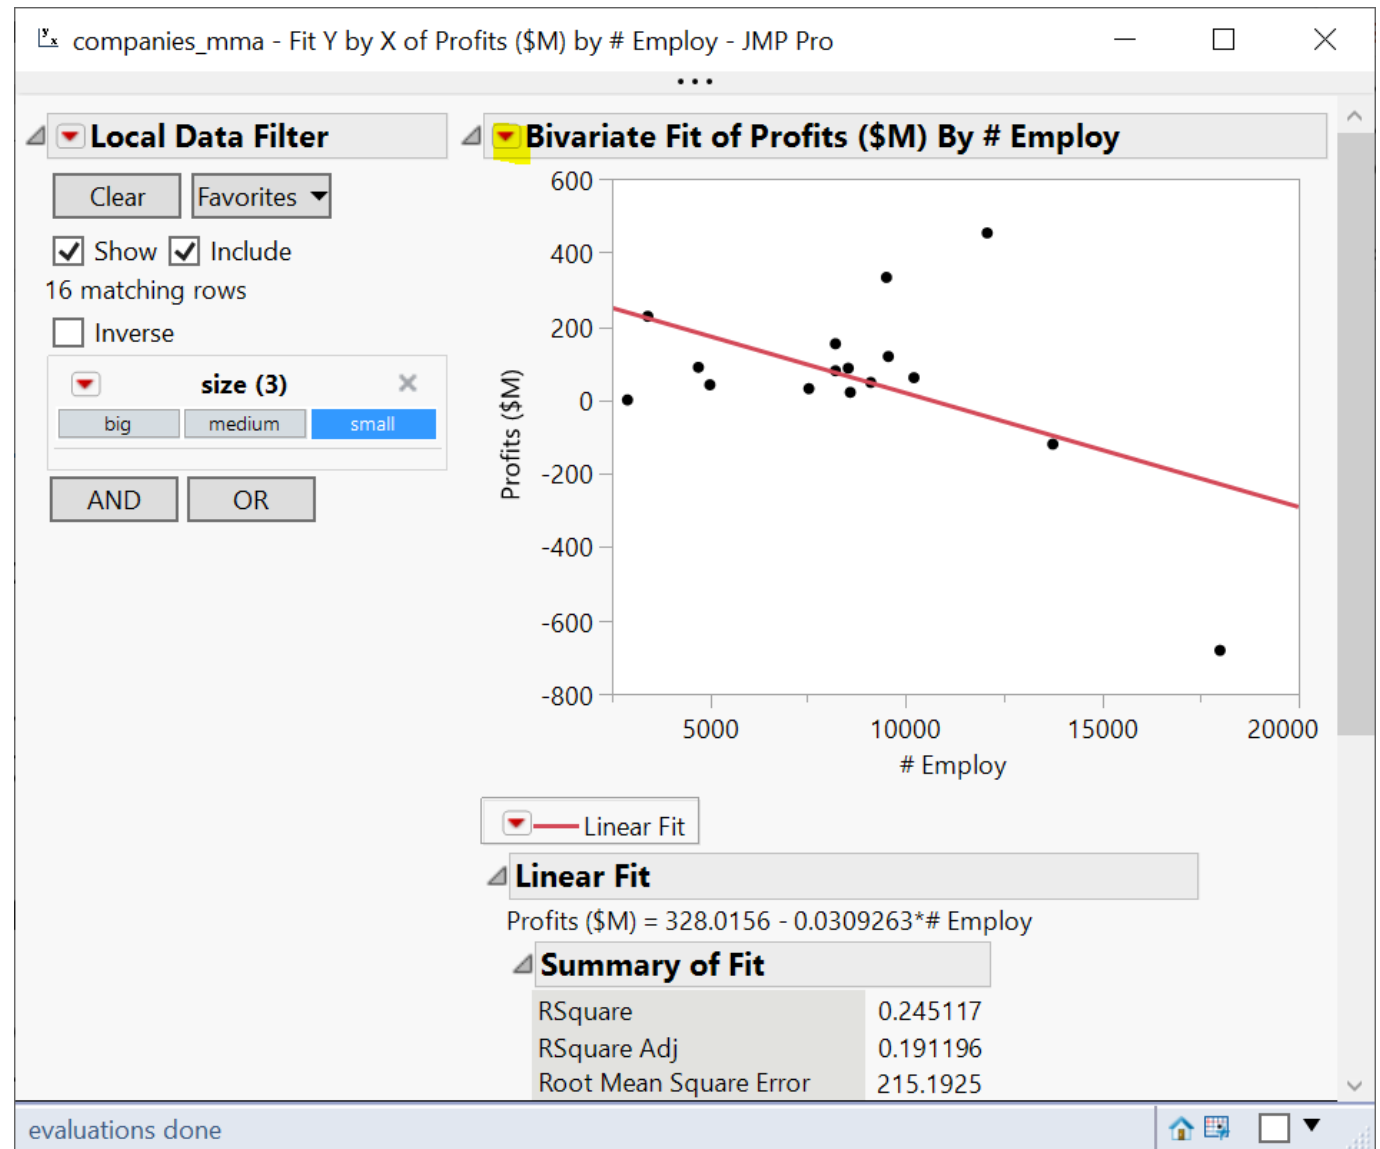 companies_mma - Fit Y by X of Profits ($M) by # Employ - JMP Pro
Local Data Filter
Clear Favorites
Show Include
16 matching rows
Inverse
size (3)
big medium small
AND OR
Bivariate Fit of Profits ($M) By # Employ
600
400
200
0
-200
-400
-600
-800
Profits ($M)
5000 10000 15000 20000
# Employ
Linear Fit
Linear Fit
Profits ($M) = 328.0156 - 0.0309263*# Employ
Summary of Fit
RSquare 0.245117
RSquare Adj 0.191196
Root Mean Square Error 215.1925
evaluations done